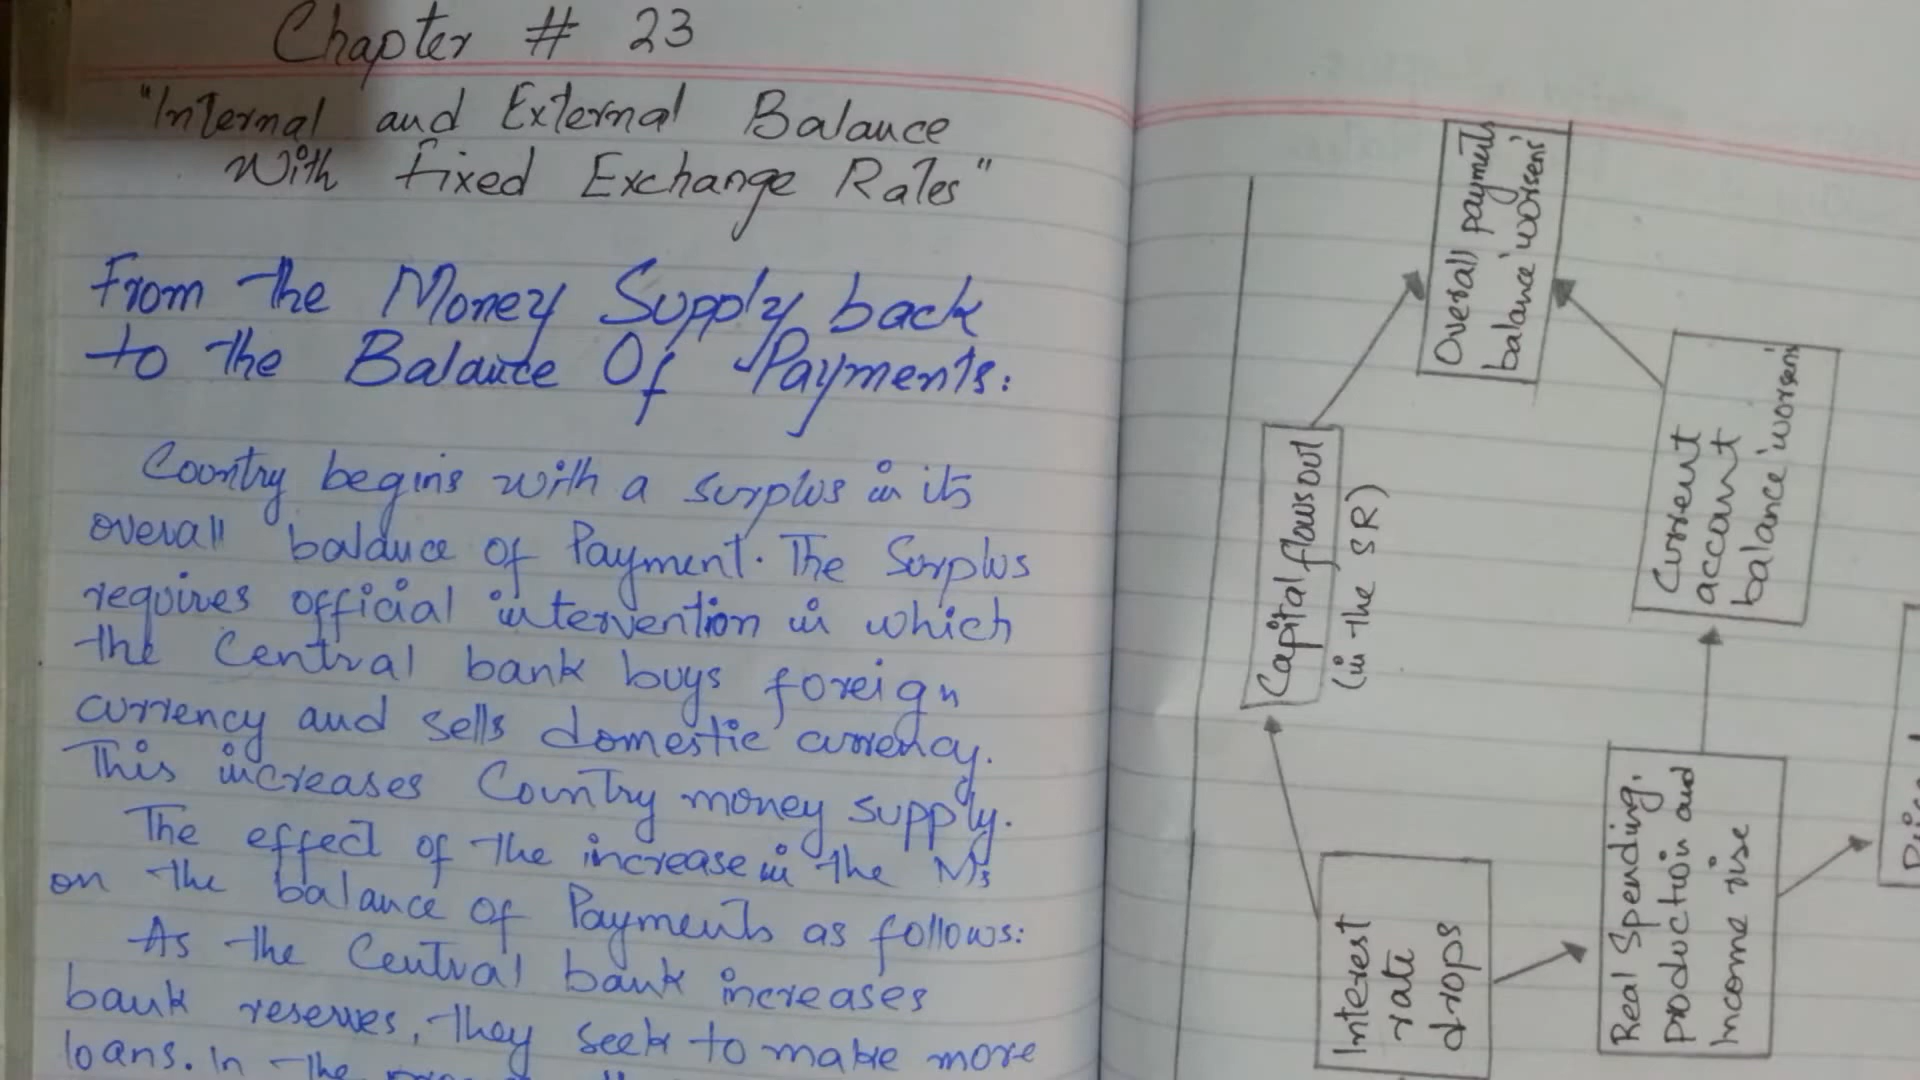 Chapter # 23
"Internal and External Balance
With fixed Exchange Rates"
From the Money Supply back
to the Balance Of Payments:
Country begins with a surplus in its
overall balance of Payment. The Surplus
requires official intervention in which
the Central bank buys foreign
currency and sells domestic currency.
This increases Country money supply.
The effect of the increase in the Ms
on the balance of Payments as follows:
As the Central bank increases
bank reserves, they seek to make more
loans. In the
Overall payments
balance 'worsens'
Capital flows out
(in the SR)
Current
account
balance 'worsens'
Interest
rate
drops
Real Spending,
production and
Income rise